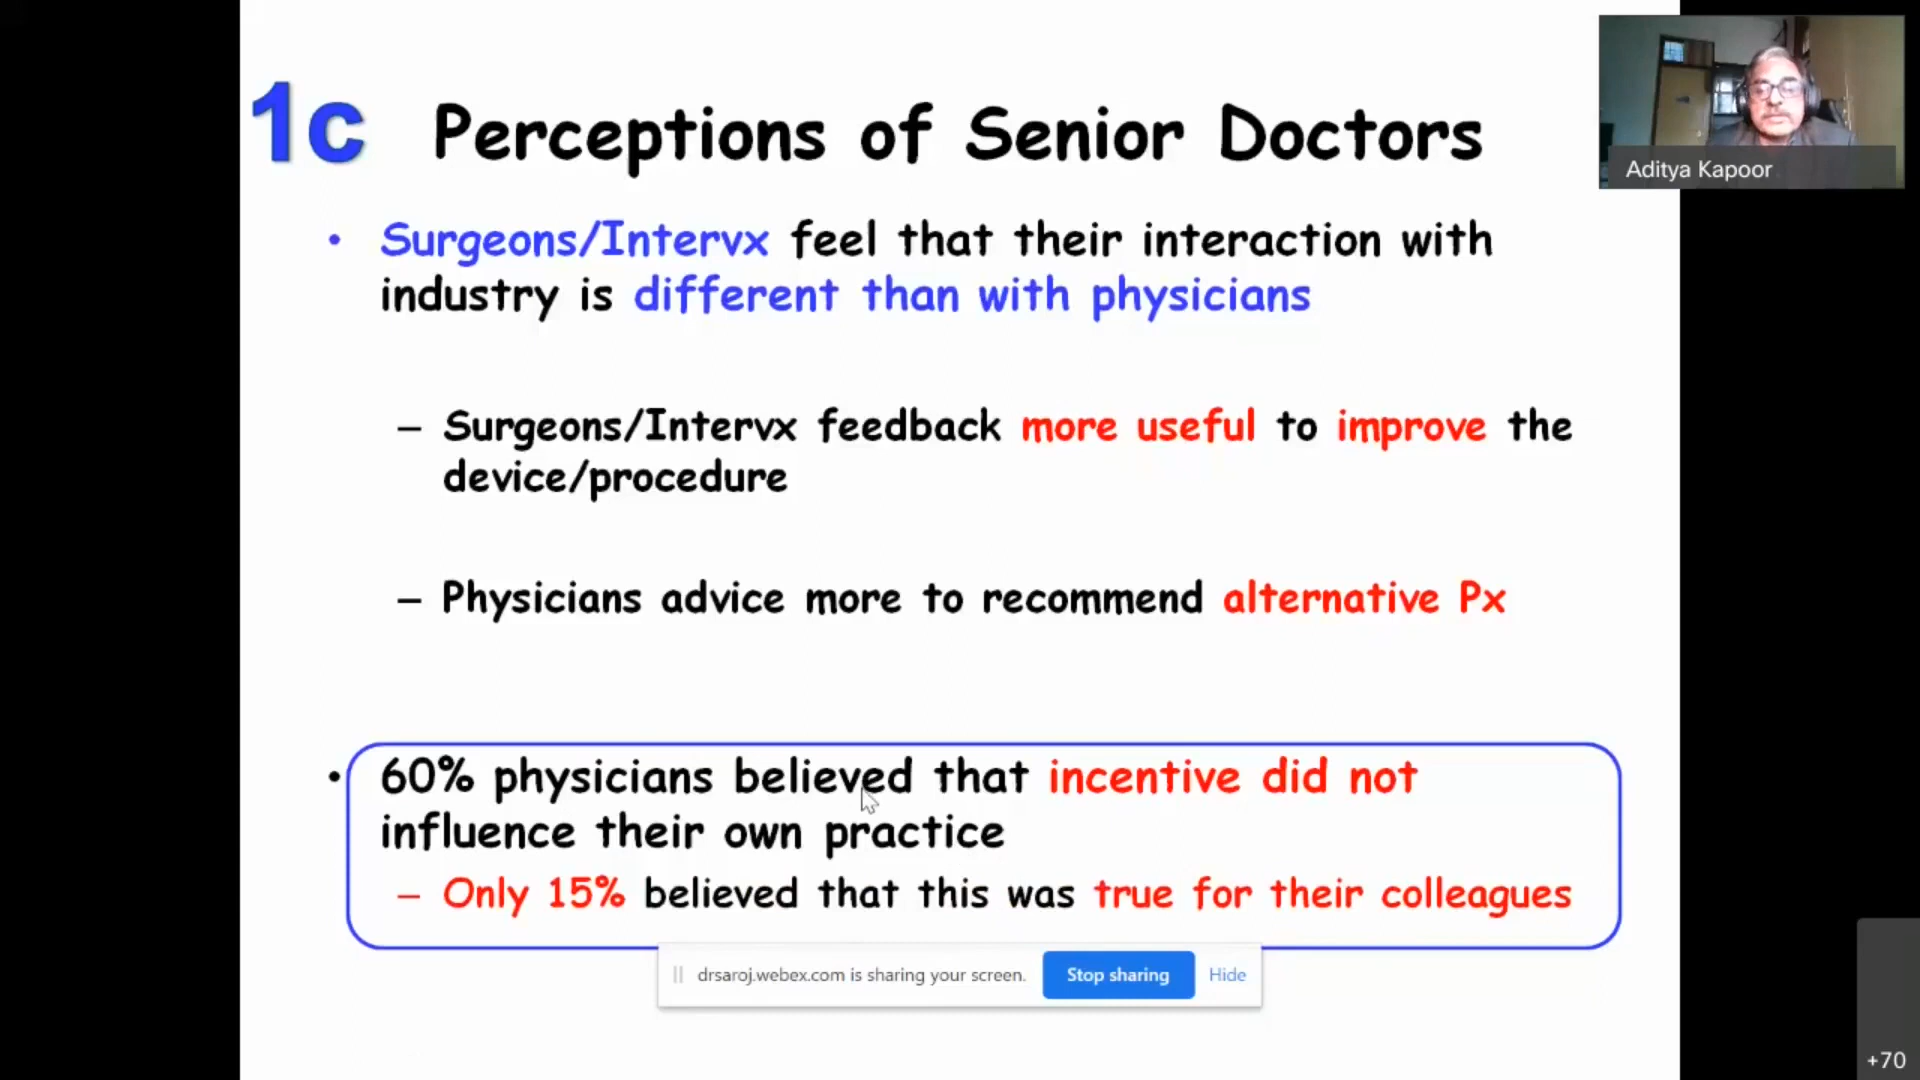 1c Perceptions of Senior Doctors
Aditya Kapoor
• Surgeons/Intervx feel that their interaction with
industry is different than with physicians
– Surgeons/Intervx feedback more useful to improve the
device/procedure
– Physicians advice more to recommend alternative Px
• 60% physicians believed that incentive did not
influence their own practice
– Only 15% believed that this was true for their colleagues
drsaroj.webex.com is sharing your screen. Stop sharing Hide
+70